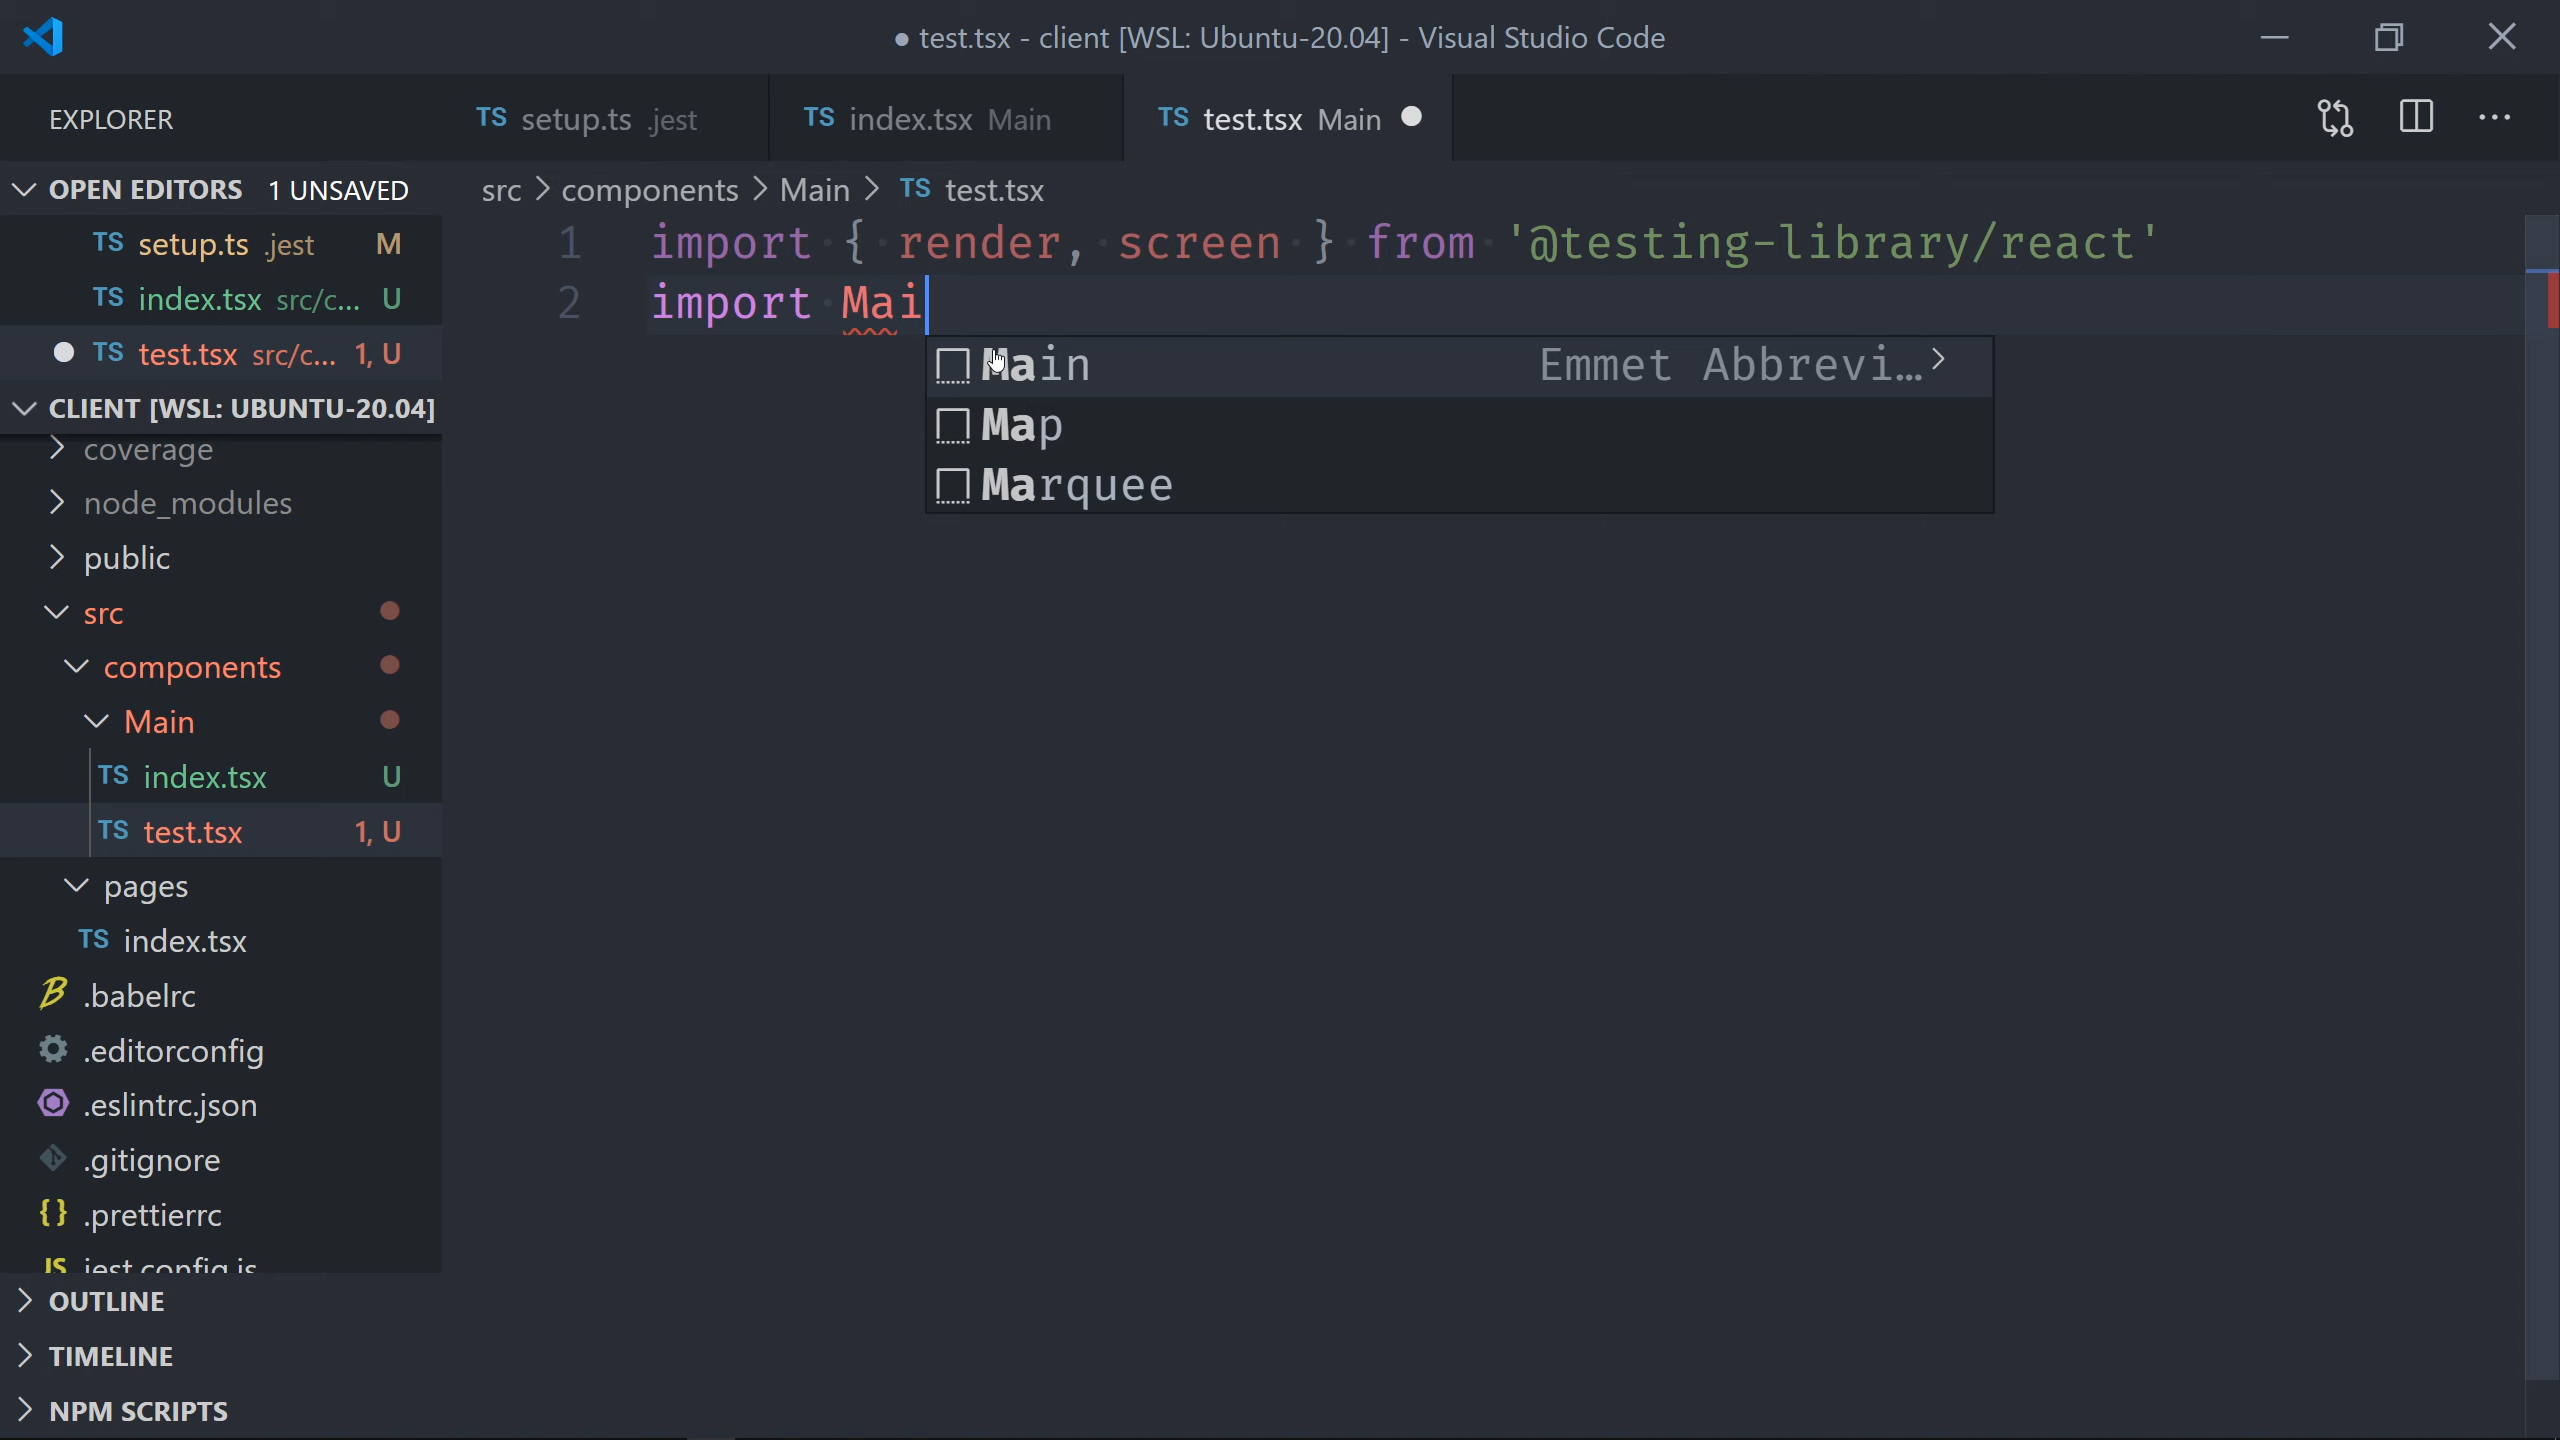 ● test.tsx - client [WSL: Ubuntu-20.04] - Visual Studio Code
EXPLORER
TS setup.ts .jest
TS index.tsx Main
TS test.tsx Main
OPEN EDITORS 1 UNSAVED
TS setup.ts .jest M
TS index.tsx src/c... U
TS test.tsx src/c... 1, U
CLIENT [WSL: UBUNTU-20.04]
coverage
node_modules
public
src
components
Main
TS index.tsx U
TS test.tsx 1, U
pages
TS index.tsx
.babelrc
.editorconfig
.eslintrc.json
.gitignore
{} .prettierrc
JS jest.config.js
OUTLINE
TIMELINE
NPM SCRIPTS
src > components > Main > TS test.tsx
1 import { render, screen } from '@testing-library/react'
2 import Mai
Main Emmet Abbrevi…>
Map
Marquee